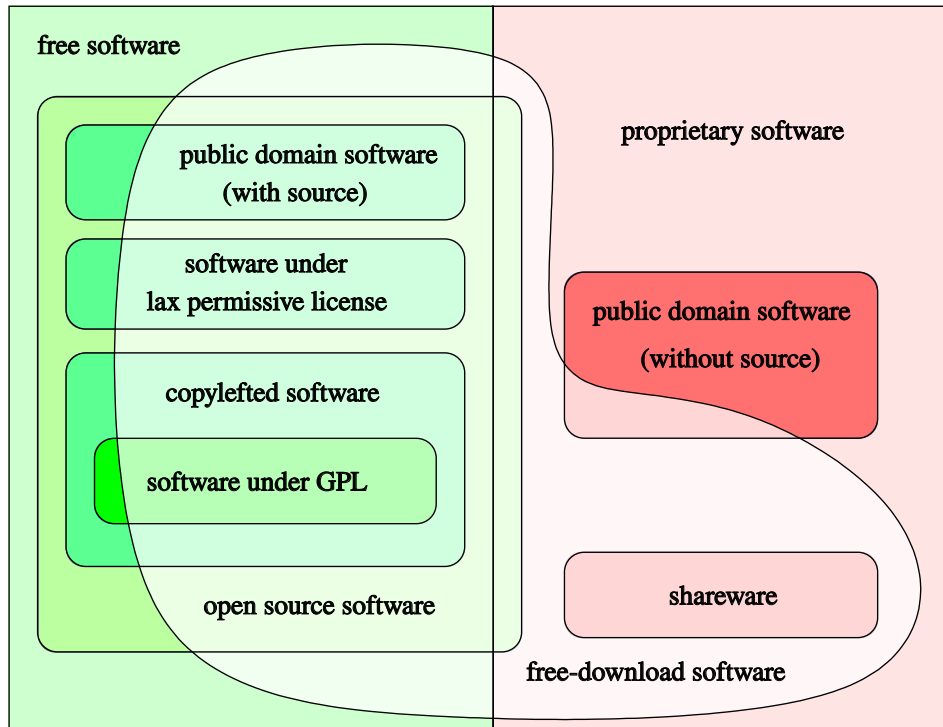 free software
proprietary software
public domain software
(with source)
software under
lax permissive license
public domain software
(without source)
copylefted software
software under GPL
shareware
open source software
free-download software